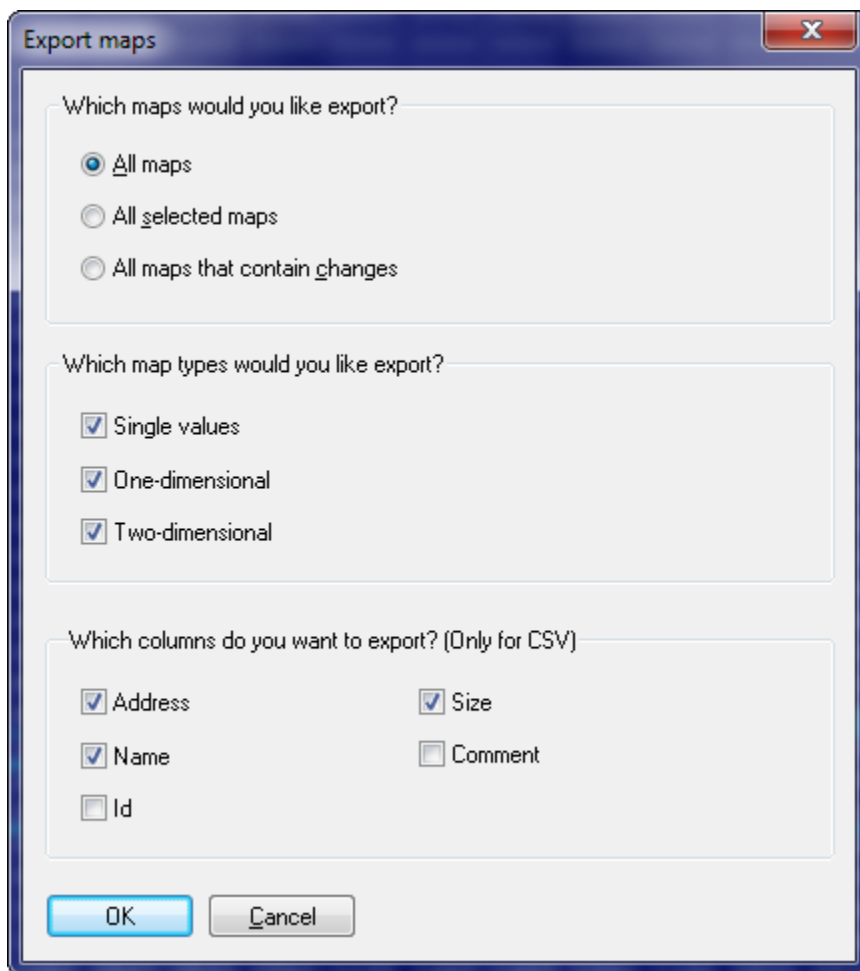 Export maps
Which maps would you like export?
All maps
All selected maps
All maps that contain changes
Which map types would you like export?
Single values
One-dimensional
Two-dimensional
Which columns do you want to export? (Only for CSV)
Address
Size
Name
Comment
Id
OK
Cancel